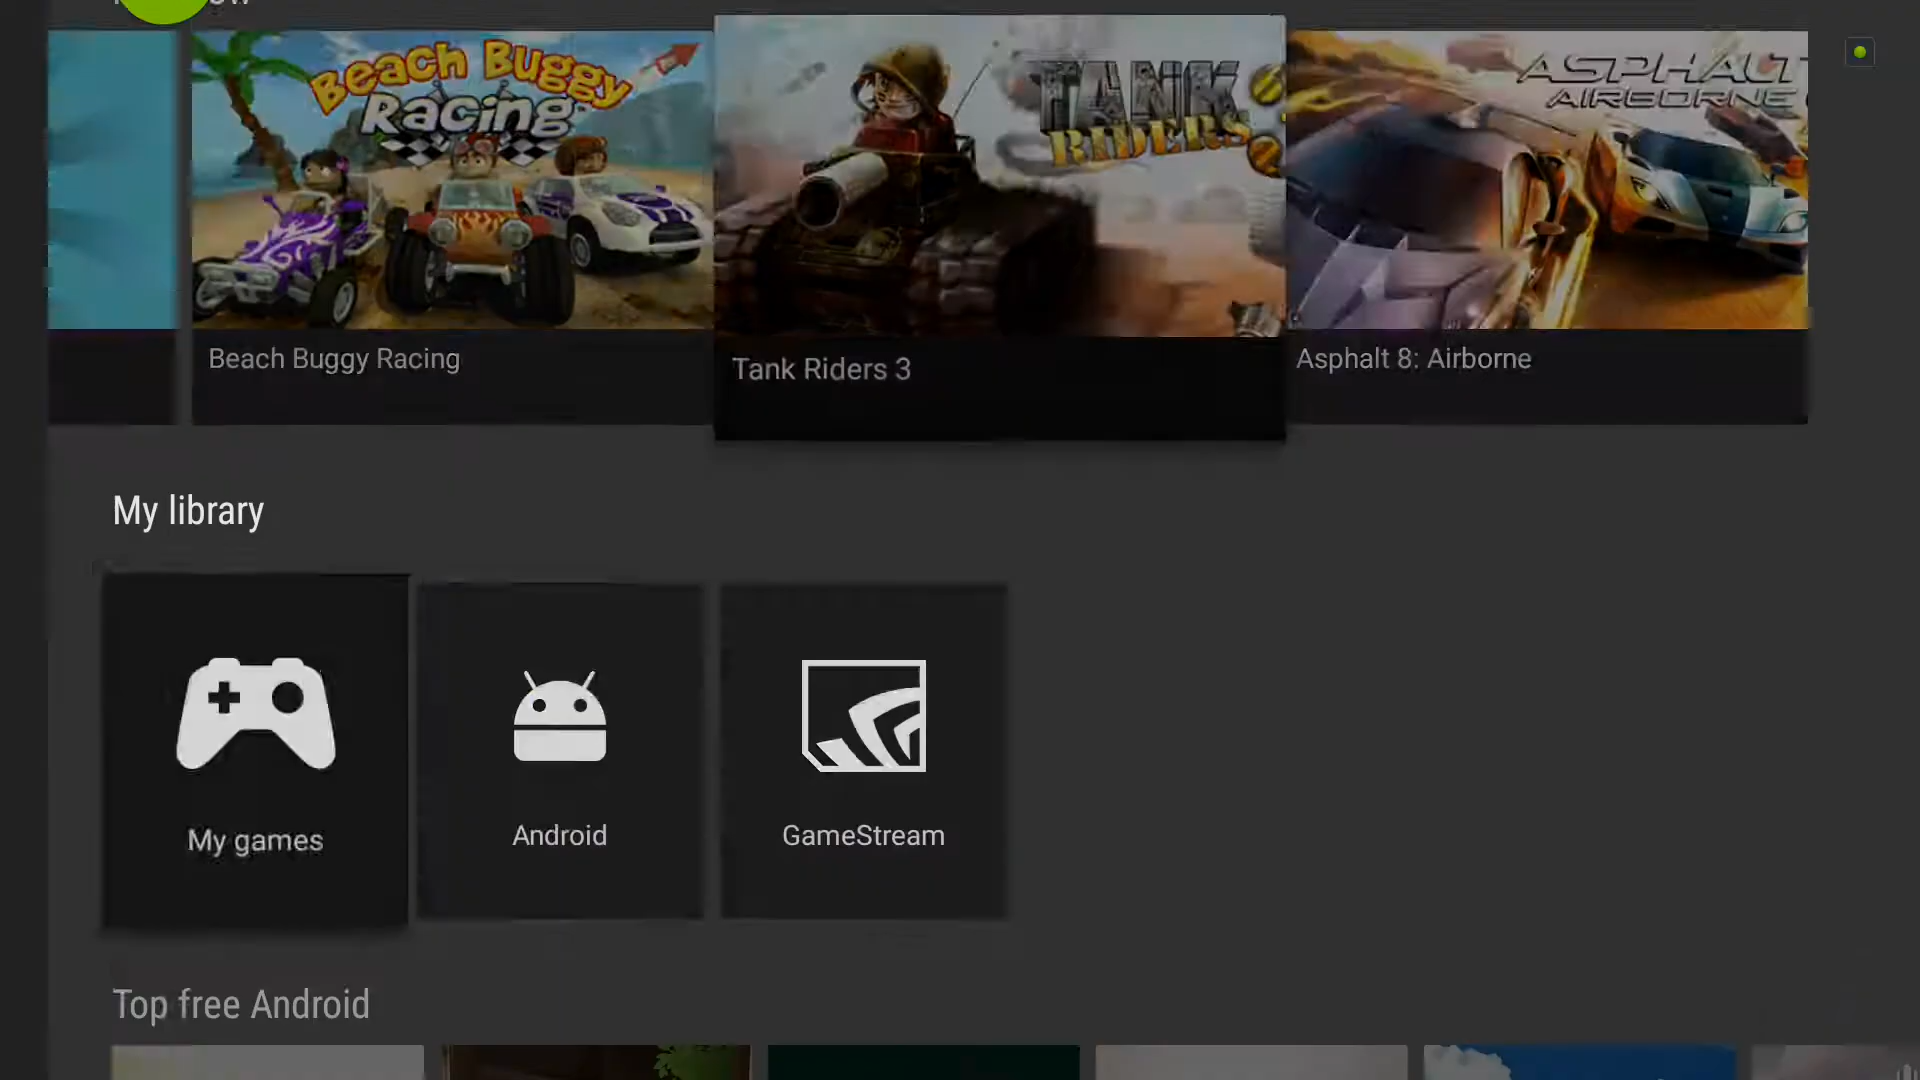 Beach Buggy
Racing
TANK
RIDERS
ASPHALT
AIRBORNE
Beach Buggy Racing
Tank Riders 3
Asphalt 8: Airborne
My library
My games
Android
GameStream
Top free Android